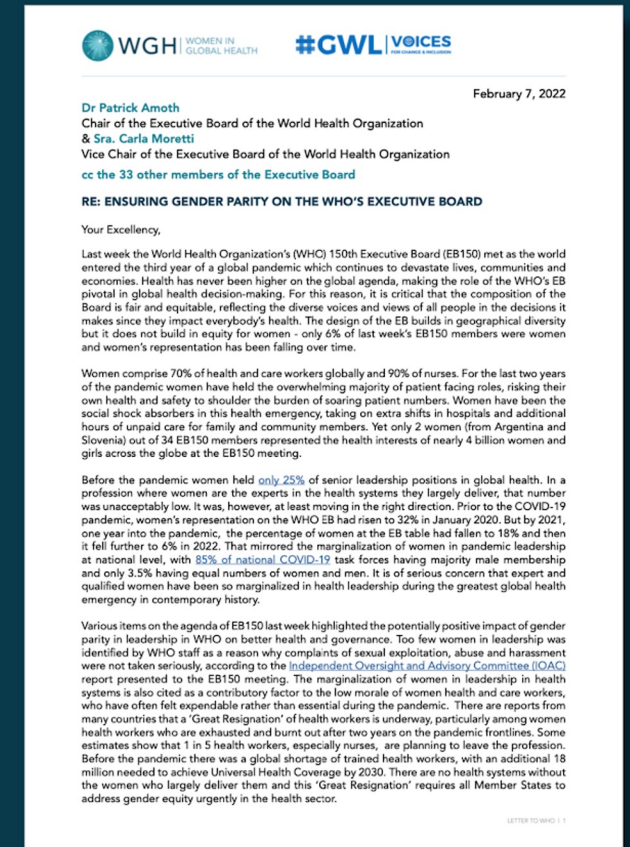 WGH | WOMEN IN
GLOBAL HEALTH
#GWL | VOICES
FOR CHANGE & INCLUSION
February 7, 2022
Dr Patrick Amoth
Chair of the Executive Board of the World Health Organization
& Sra. Carla Moretti
Vice Chair of the Executive Board of the World Health Organization
cc the 33 other members of the Executive Board
RE: ENSURING GENDER PARITY ON THE WHO'S EXECUTIVE BOARD
Your Excellency,
Last week the World Health Organization's (WHO) 150th Executive Board (EB150) met as the world
entered the third year of a global pandemic which continues to devastate lives, communities and
economies. Health has never been higher on the global agenda, making the role of the WHO's EB
pivotal in global health decision-making. For this reason, it is critical that the composition of the
Board is fair and equitable, reflecting the diverse voices and views of all people in the decisions it
makes since they impact everybody's health. The design of the EB builds in geographical diversity
but it does not build in equity for women - only 6% of last week's EB150 members were women
and women's representation has been falling over time.
Women comprise 70% of health and care workers globally and 90% of nurses. For the last two years
of the pandemic women have held the overwhelming majority of patient facing roles, risking their
own health and safety to shoulder the burden of soaring patient numbers. Women have been the
social shock absorbers in this health emergency, taking on extra shifts in hospitals and additional
hours of unpaid care for family and community members. Yet only 2 women (from Argentina and
Slovenia) out of 34 EB150 members represented the health interests of nearly 4 billion women and
girls across the globe at the EB150 meeting.
Before the pandemic women held only 25% of senior leadership positions in global health. In a
profession where women are the experts in the health systems they largely deliver, that number
was unacceptably low. It was, however, at least moving in the right direction. Prior to the COVID-19
pandemic, women's representation on the WHO EB had risen to 32% in January 2020. But by 2021,
one year into the pandemic, the percentage of women at the EB table had fallen to 18% and then
it fell further to 6% in 2022. That mirrored the marginalization of women in pandemic leadership
at national level, with 85% of national COVID-19 task forces having majority male membership
and only 3.5% having equal numbers of women and men. It is of serious concern that expert and
qualified women have been so marginalized in health leadership during the greatest global health
emergency in contemporary history.
Various items on the agenda of EB150 last week highlighted the potentially positive impact of gender
parity in leadership in WHO on better health and governance. Too few women in leadership was
identified by WHO staff as a reason why complaints of sexual exploitation, abuse and harassment
were not taken seriously, according to the Independent Oversight and Advisory Committee (IOAC)
report presented to the EB150 meeting. The marginalization of women in leadership in health
systems is also cited as a contributory factor to the low morale of women health and care workers,
who have often felt expendable rather than essential during the pandemic. There are reports from
many countries that a 'Great Resignation' of health workers is underway, particularly among women
health workers who are exhausted and burnt out after two years on the pandemic frontlines. Some
estimates show that 1 in 5 health workers, especially nurses, are planning to leave the profession.
Before the pandemic there was a global shortage of trained health workers, with an additional 18
million needed to achieve Universal Health Coverage by 2030. There are no health systems without
the women who largely deliver them and this 'Great Resignation' requires all Member States to
address gender equity urgently in the health sector.
LETTER TO WHO | 1